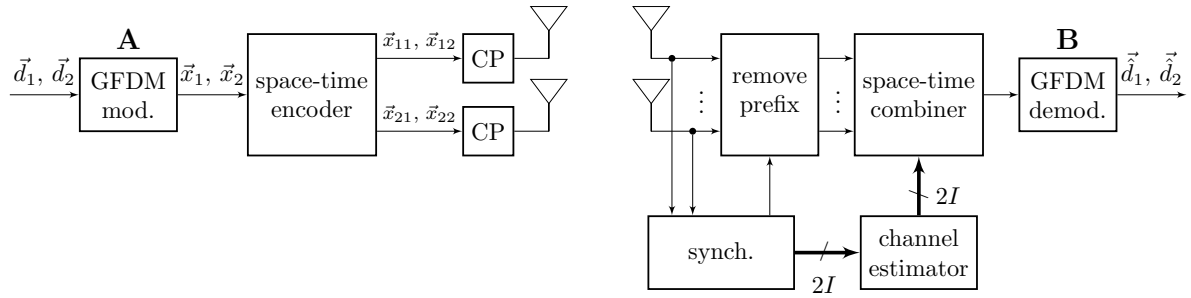 A
B
d⃗₁, d⃗₂
GFDM
mod.
x⃗₁, x⃗₂
space-time
encoder
x⃗₁₁, x⃗₁₂
CP
x⃗₂₁, x⃗₂₂
CP
remove
prefix
⋮
⋮
space-time
combiner
GFDM
demod.
d̂⃗₁, d̂⃗₂
synch.
2I
channel
estimator
2I